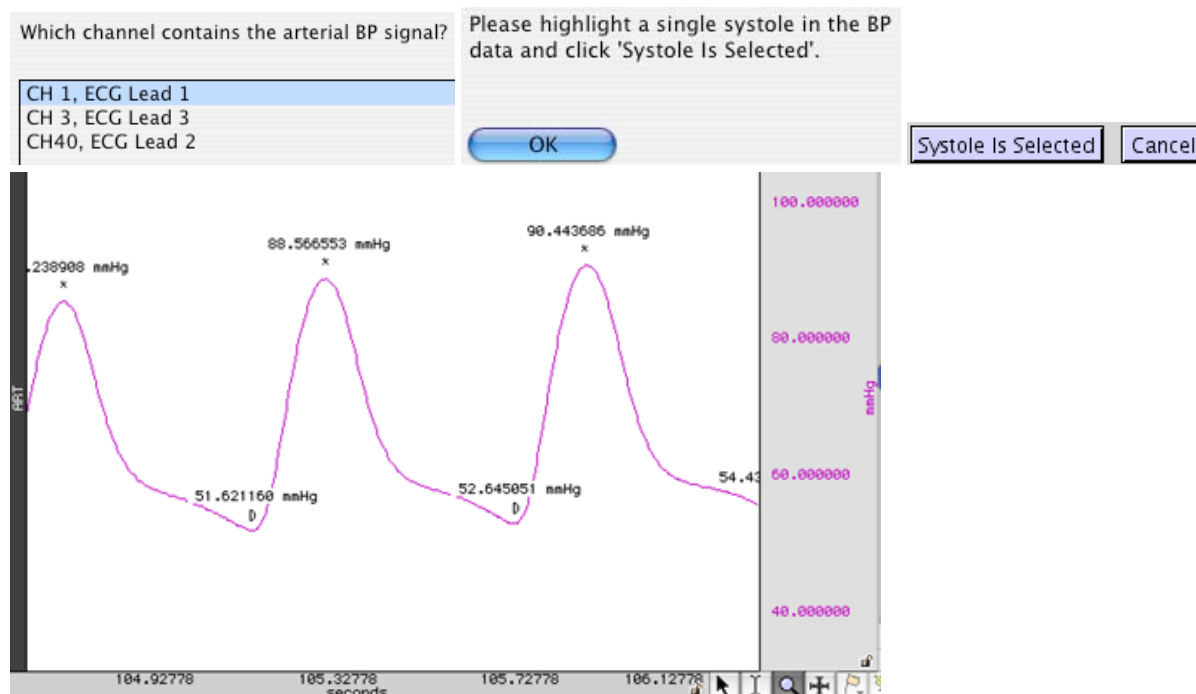 Which channel contains the arterial BP signal?
CH 1, ECG Lead 1
CH 3, ECG Lead 3
CH40, ECG Lead 2
Please highlight a single systole in the BP
data and click 'Systole Is Selected'.
OK
Systole Is Selected
Cancel
100.000000
90.443686 mmHg
x
88.566553 mmHg
x
.238908 mmHg
x
80.000000
ART
mmHg
54.43
60.000000
51.621160 mmHg
D
52.645051 mmHg
D
40.000000
104.92778
105.32778
105.72778
106.12778
seconds